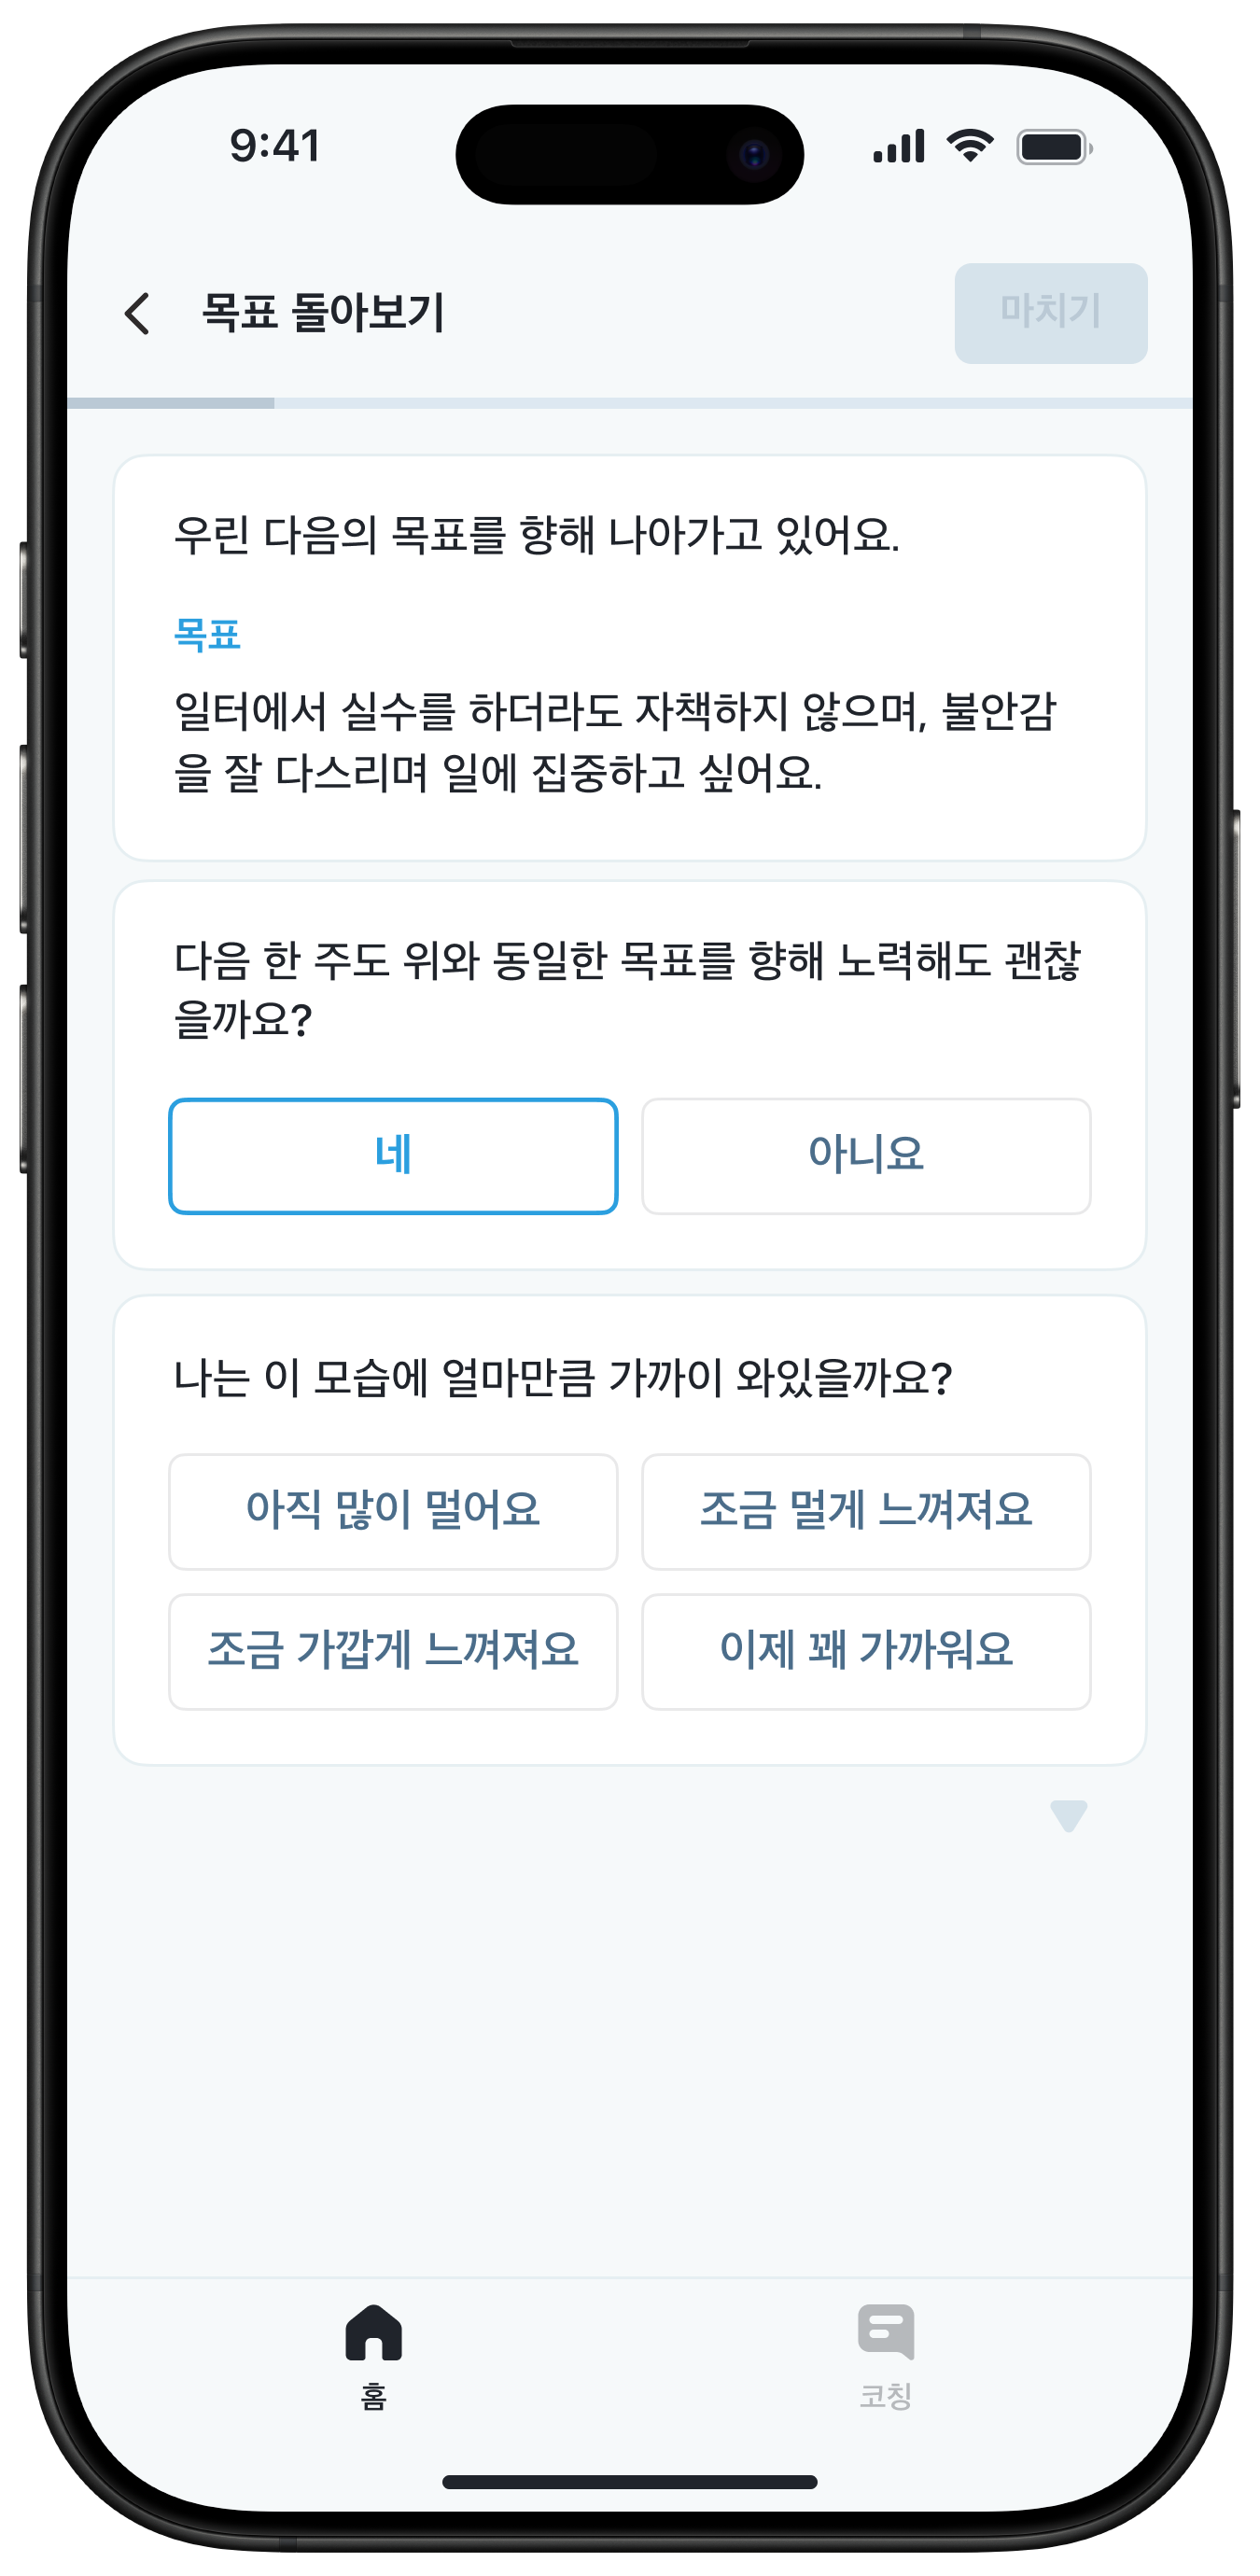 9:41
목표 돌아보기
마치기
우린 다음의 목표를 향해 나아가고 있어요.
목표
일터에서 실수를 하더라도 자책하지 않으며, 불안감
을 잘 다스리며 일에 집중하고 싶어요.
다음 한 주도 위와 동일한 목표를 향해 노력해도 괜찮
을까요?
네
아니요
나는 이 모습에 얼마만큼 가까이 와있을까요?
아직 많이 멀어요
조금 멀게 느껴져요
조금 가깝게 느껴져요
이제 꽤 가까워요
홈
코칭